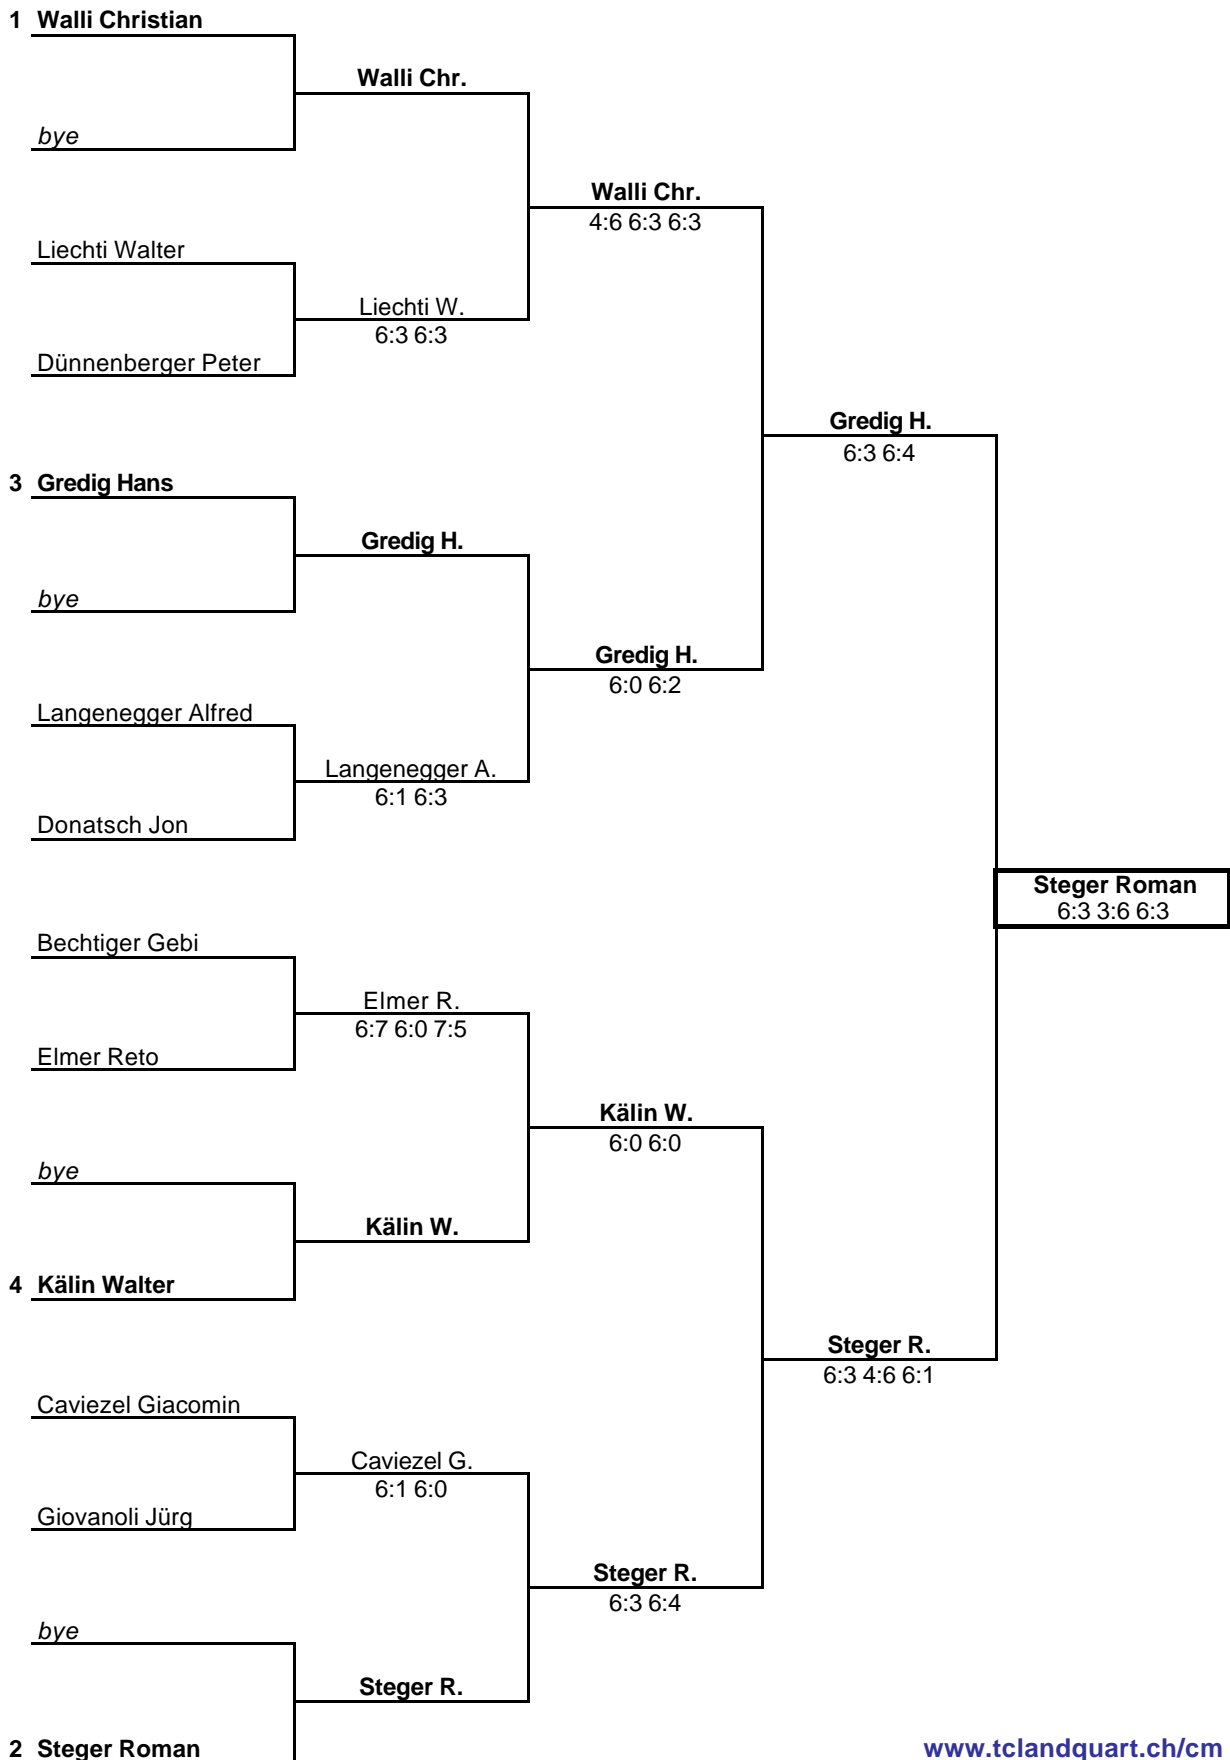 1 Walli Christian
Walli Chr.
bye
Walli Chr.
4:6 6:3 6:3
Liechti Walter
Liechti W.
6:3 6:3
Dünnenberger Peter
Gredig H.
6:3 6:4
3 Gredig Hans
Gredig H.
bye
Gredig H.
6:0 6:2
Langenegger Alfred
Langenegger A.
6:1 6:3
Donatsch Jon
Steger Roman
6:3 3:6 6:3
Bechtiger Gebi
Elmer R.
6:7 6:0 7:5
Elmer Reto
Kälin W.
6:0 6:0
bye
Kälin W.
4 Kälin Walter
Steger R.
6:3 4:6 6:1
Caviezel Giacomin
Caviezel G.
6:1 6:0
Giovanoli Jürg
Steger R.
6:3 6:4
bye
Steger R.
2 Steger Roman
www.tclandquart.ch/cm